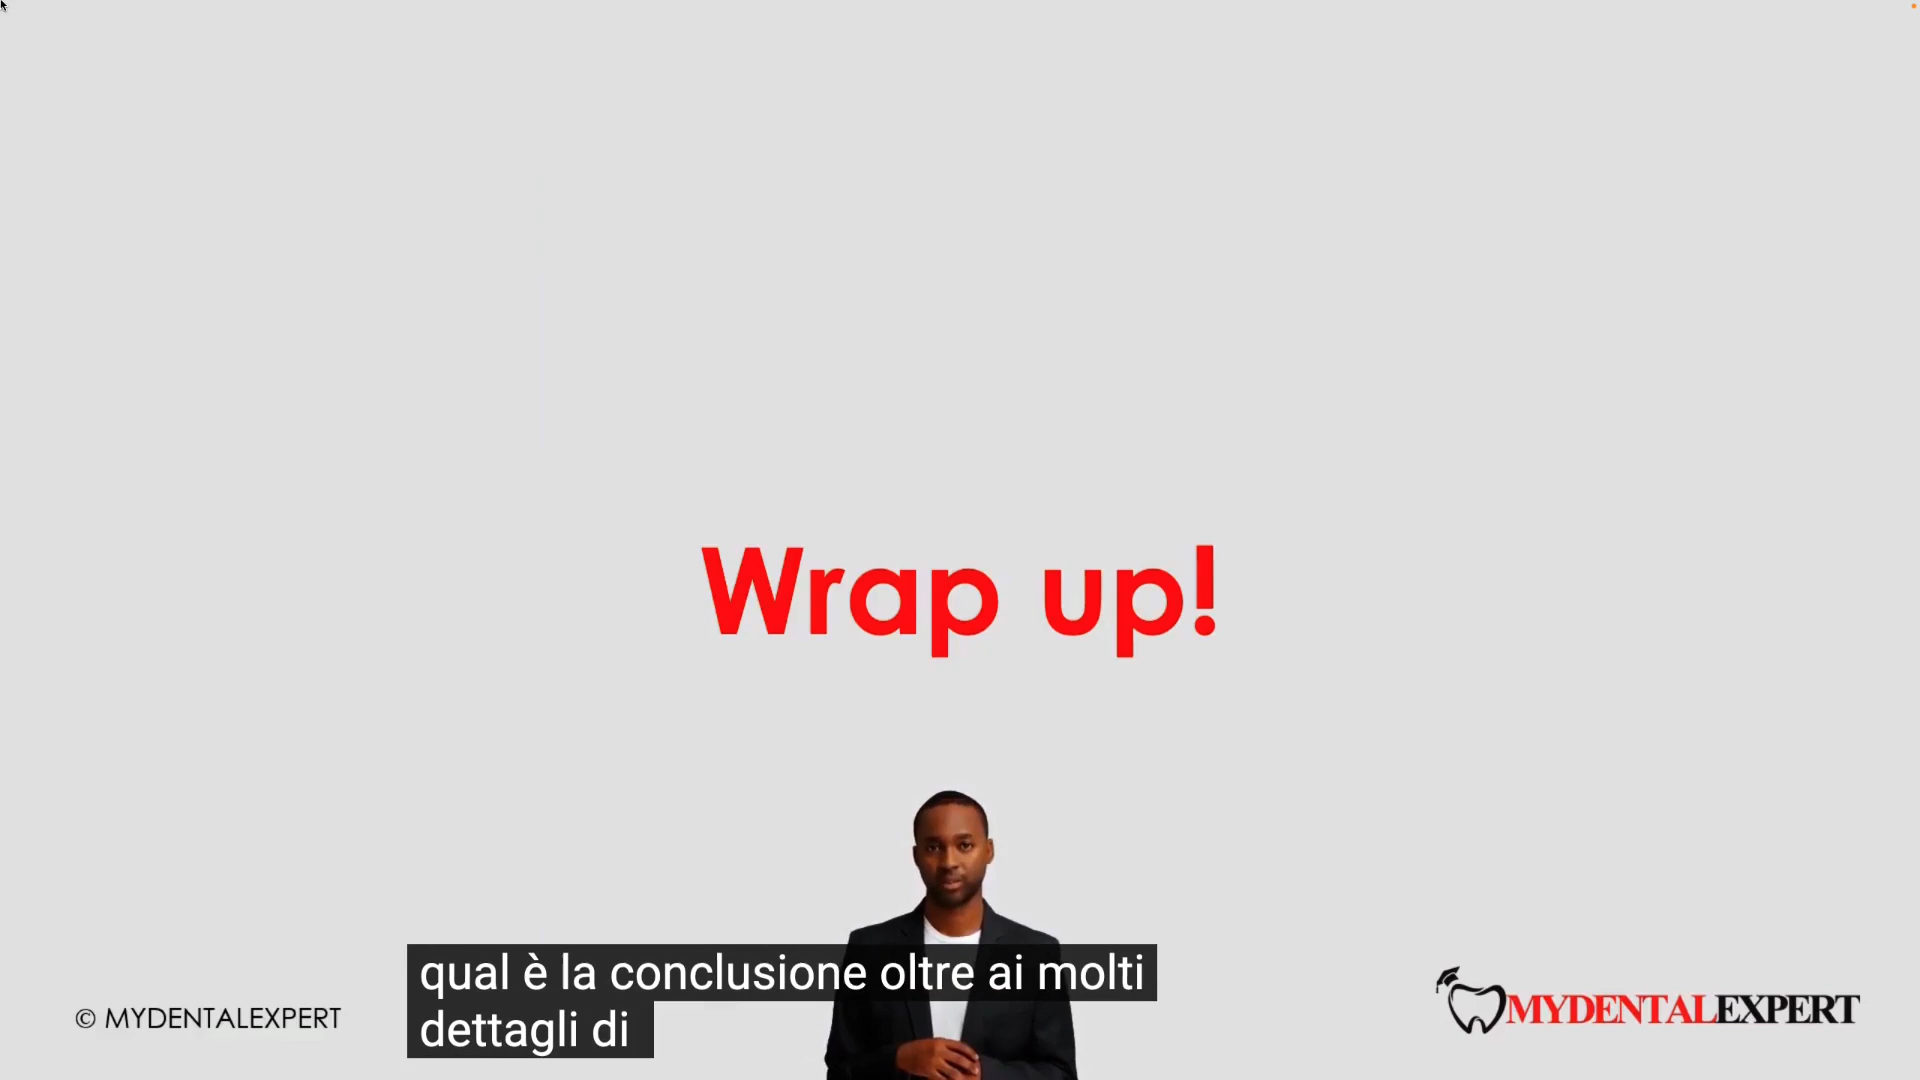 Wrap up!
qual è la conclusione oltre ai molti
dettagli di
© MYDENTALEXPERT
MYDENTALEXPERT